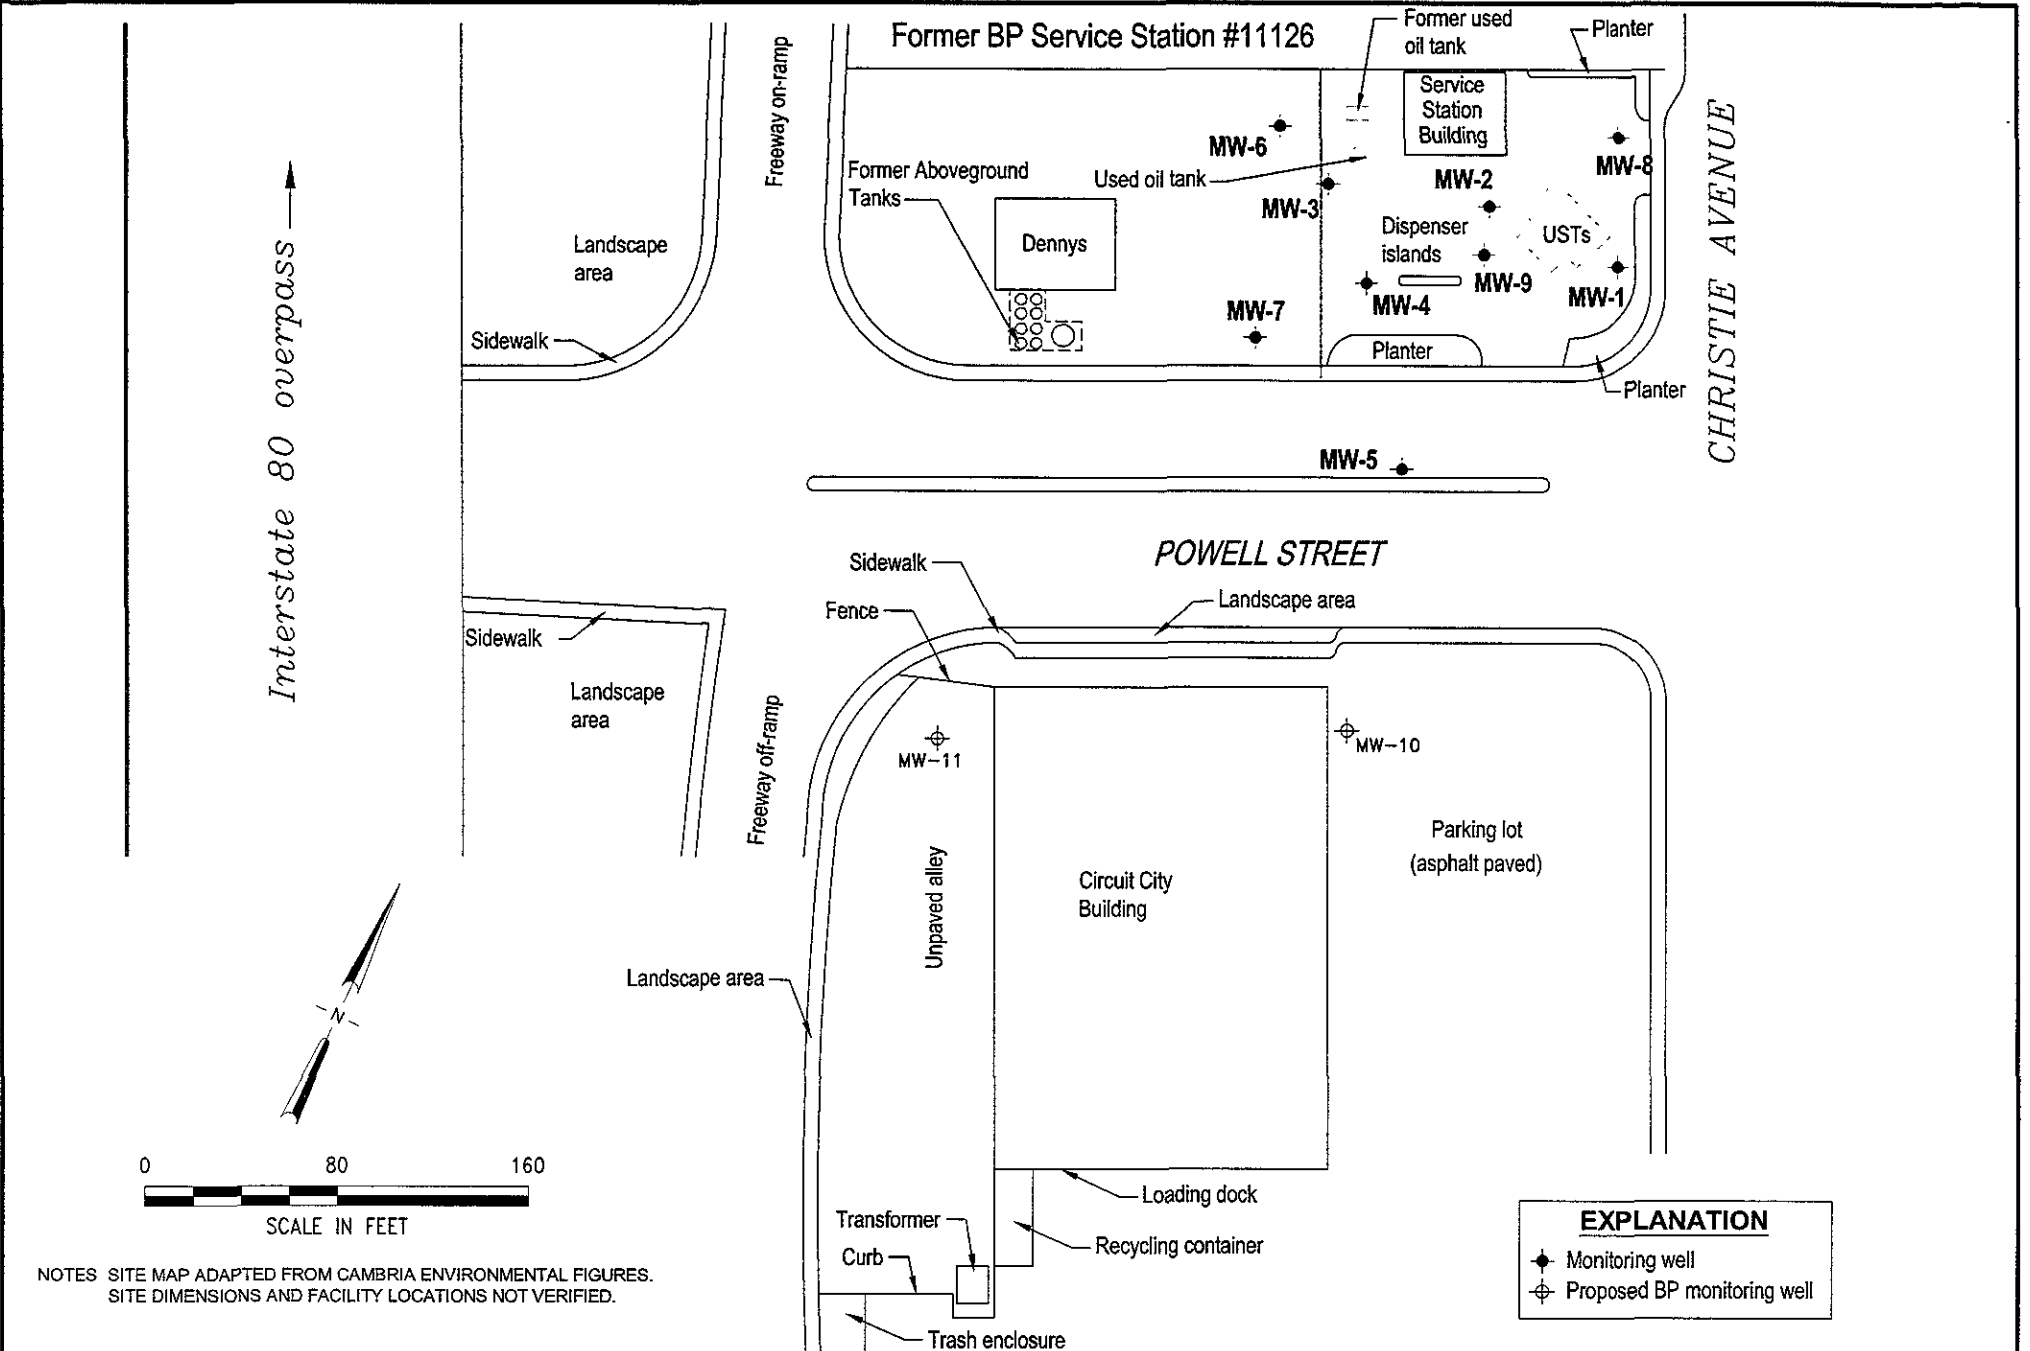 Former BP Service Station #11126
Former used
oil tank
Planter
Service
Station
Building
Freeway on-ramp
CHRISTIE AVENUE
MW-6
MW-8
Former Aboveground
Tanks
Used oil tank
MW-2
MW-3
Dennys
Dispenser
islands
USTs
Landscape
area
MW-9
MW-1
MW-4
MW-7
Interstate 80 overpass
Sidewalk
Planter
Planter
MW-5
POWELL STREET
Sidewalk
Landscape area
Fence
Sidewalk
Landscape
area
Freeway off-ramp
MW-11
MW-10
Parking lot
(asphalt paved)
Unpaved alley
Circuit City
Building
Landscape area
N
0 80 160
SCALE IN FEET
Loading dock
Transformer
Recycling container
Curb
Trash enclosure
EXPLANATION
Monitoring well
Proposed BP monitoring well
NOTES SITE MAP ADAPTED FROM CAMBRIA ENVIRONMENTAL FIGURES.
SITE DIMENSIONS AND FACILITY LOCATIONS NOT VERIFIED.